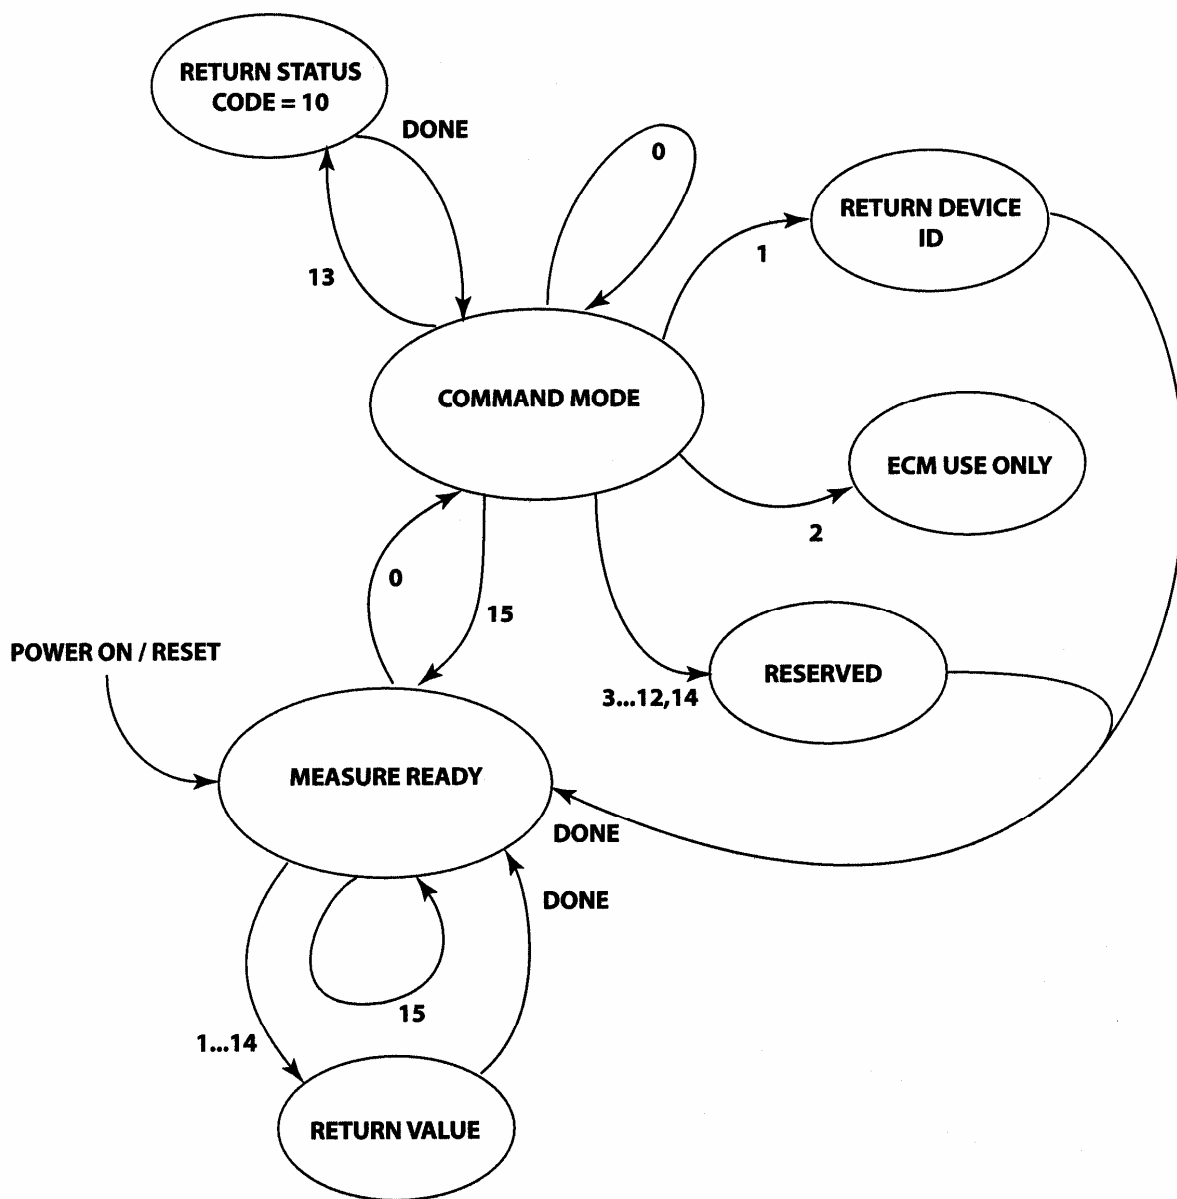 RETURN STATUS
CODE = 10
DONE
0
RETURN DEVICE
ID
1
13
COMMAND MODE
ECM USE ONLY
2
0
15
POWER ON / RESET
RESERVED
3...12,14
MEASURE READY
DONE
DONE
15
1...14
RETURN VALUE